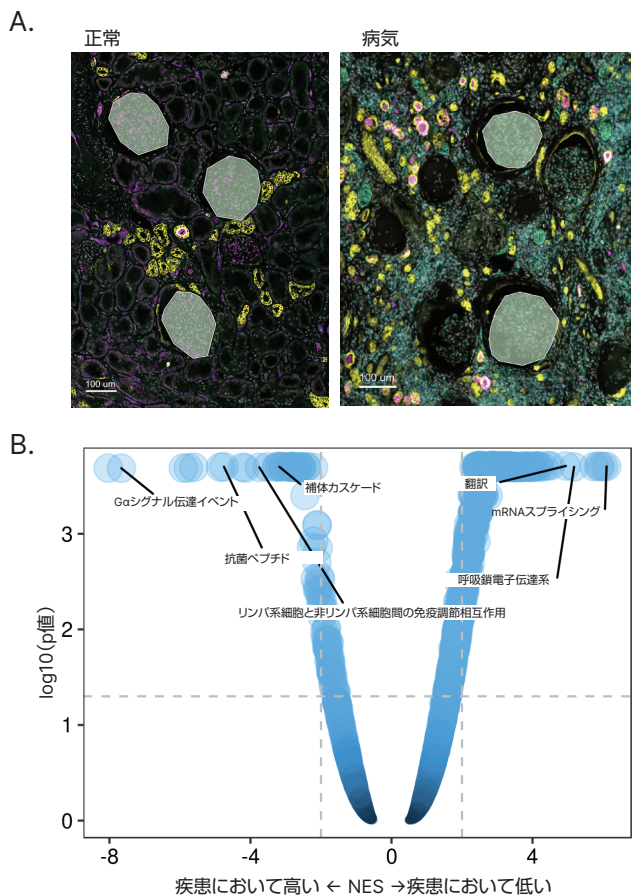 A.
正常
病気
100 um
100 um
B.
Gαシグナル伝達イベント
補体カスケード
翻訳
mRNAスプライシング
抗菌ペプチド
呼吸鎖電子伝達系
リンパ系細胞と非リンパ系細胞間の免疫調節相互作用
log10(p値)
3
2
1
0
-8
-4
0
4
疾患において高い ← NES →疾患において低い